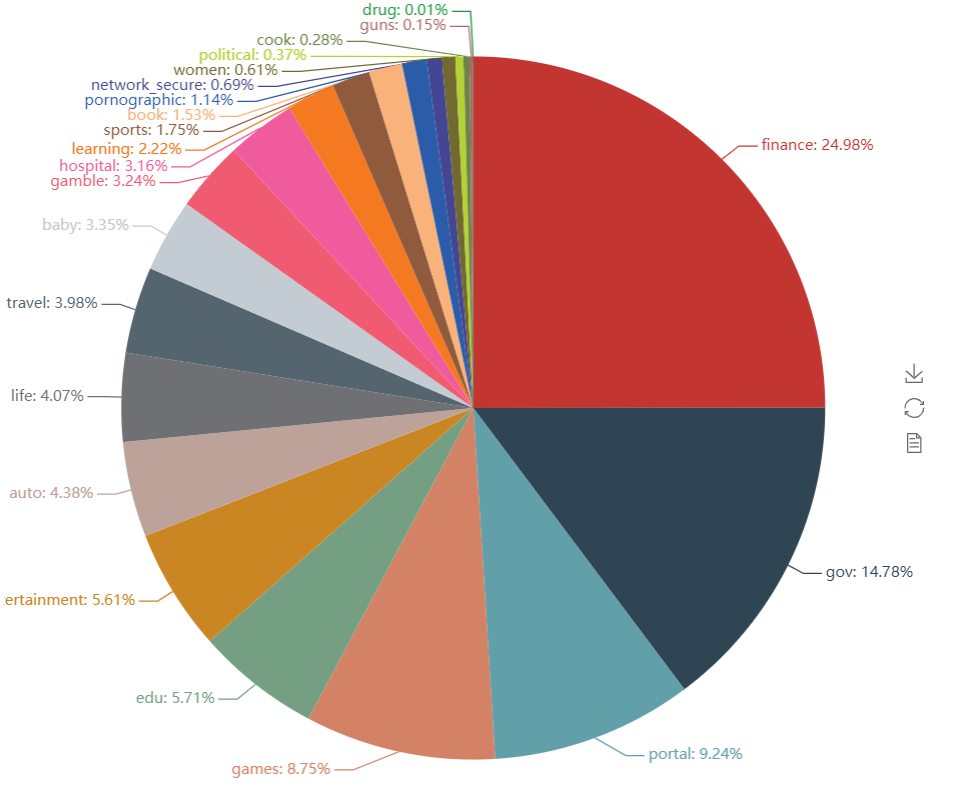 drug: 0.01%
guns: 0.15%
cook: 0.28%
political: 0.37%
women: 0.61%
network_secure: 0.69%
pornographic: 1.14%
book: 1.53%
sports: 1.75%
learning: 2.22%
hospital: 3.16%
gamble: 3.24%
baby: 3.35%
travel: 3.98%
life: 4.07%
auto: 4.38%
ertainment: 5.61%
edu: 5.71%
games: 8.75%
portal: 9.24%
gov: 14.78%
finance: 24.98%